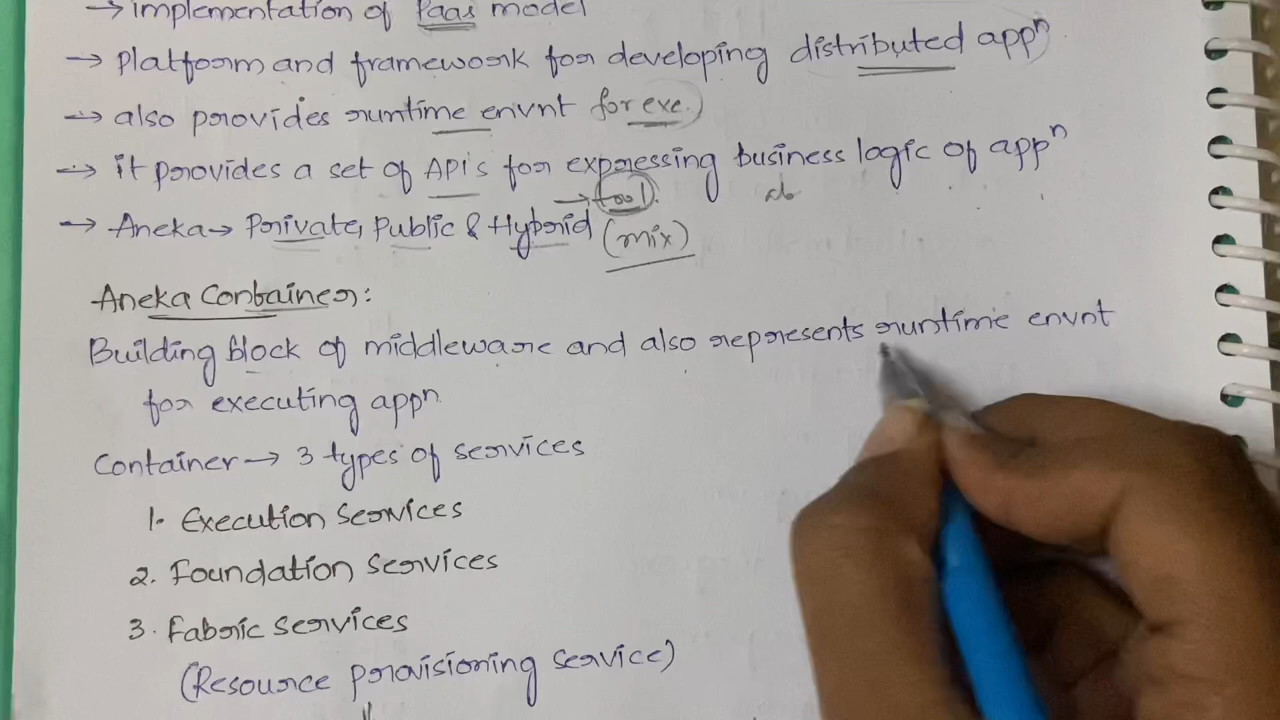 → implementation of Paas model
→ Platform and framework for developing distributed appⁿ
→ also provides runtime envnt for exe.)
→ it provides a set of API's for expressing business logic of appⁿ
→ tool.
→ Aneka → Private, Public & Hybrid (mix)
Aneka Container:
Building block of middleware and also represents runtime envnt
for executing appⁿ
Container → 3 types of services
1. Execution Services
2. Foundation Services
3. Fabric Services
(Resource provisioning service)